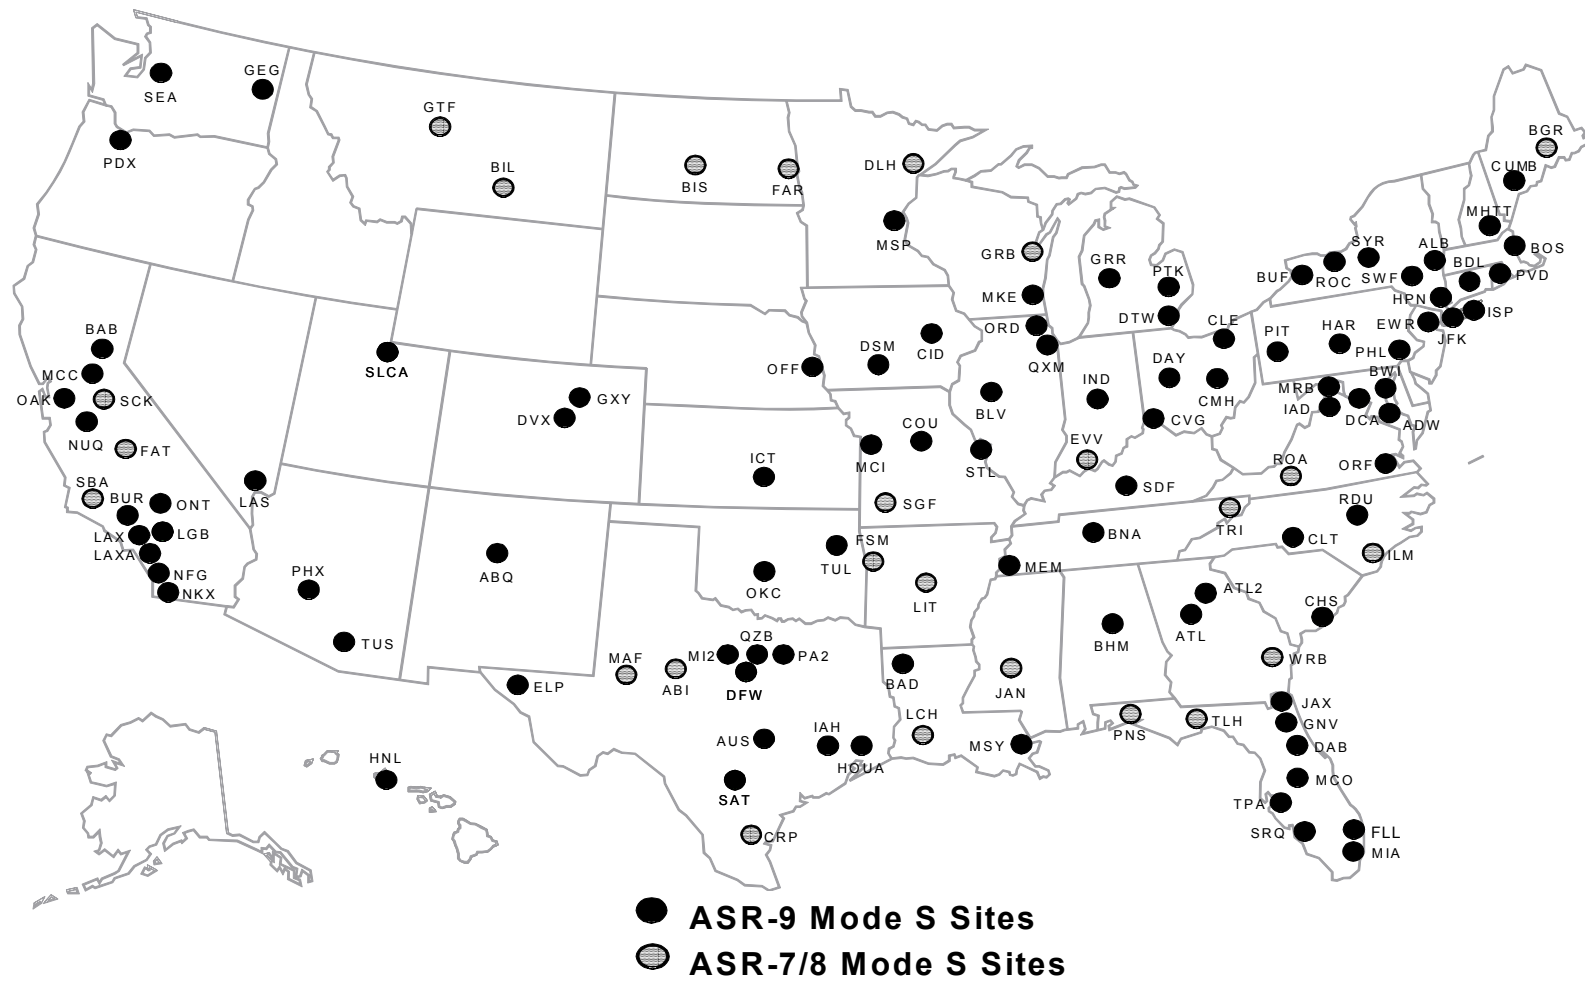 GEG
SEA
GTF
BGR
PDX
BIL
BIS
FAR
DLH
CUMB
MHTT
MSP
SYR
ALB
BOS
GRB
GRR
PTK
BUF
ROC
SWF
BDL
PVD
MKE
HPN
ISP
BAB
ORD
DTW
CLE
PIT
HAR
EWR
JFK
MCC
SLCA
OFF
DSM
CID
QXM
IND
DAY
CMH
PHL
BWI
MRB
OAK
SCK
GXY
DVX
BLV
IAD
DCA
ADW
NUQ
COU
CVG
FAT
ICT
MCI
STL
EVV
ROA
ORF
SBA
BUR
ONT
LAS
SGF
SDF
RDU
LAX
LGB
LAXA
FSM
TUL
BNA
TRI
CLT
ILM
NFG
NKX
PHX
ABQ
OKC
LIT
MEM
ATL2
CHS
TUS
BHM
ATL
QZB
MI2
PA2
MAF
ABI
DFW
BAD
JAN
WRB
ELP
JAX
LCH
PNS
TLH
GNV
AUS
IAH
HOUA
MSY
DAB
HNL
MCO
SAT
TPA
CRP
SRQ
FLL
MIA
ASR-9 Mode S Sites
ASR-7/8 Mode S Sites